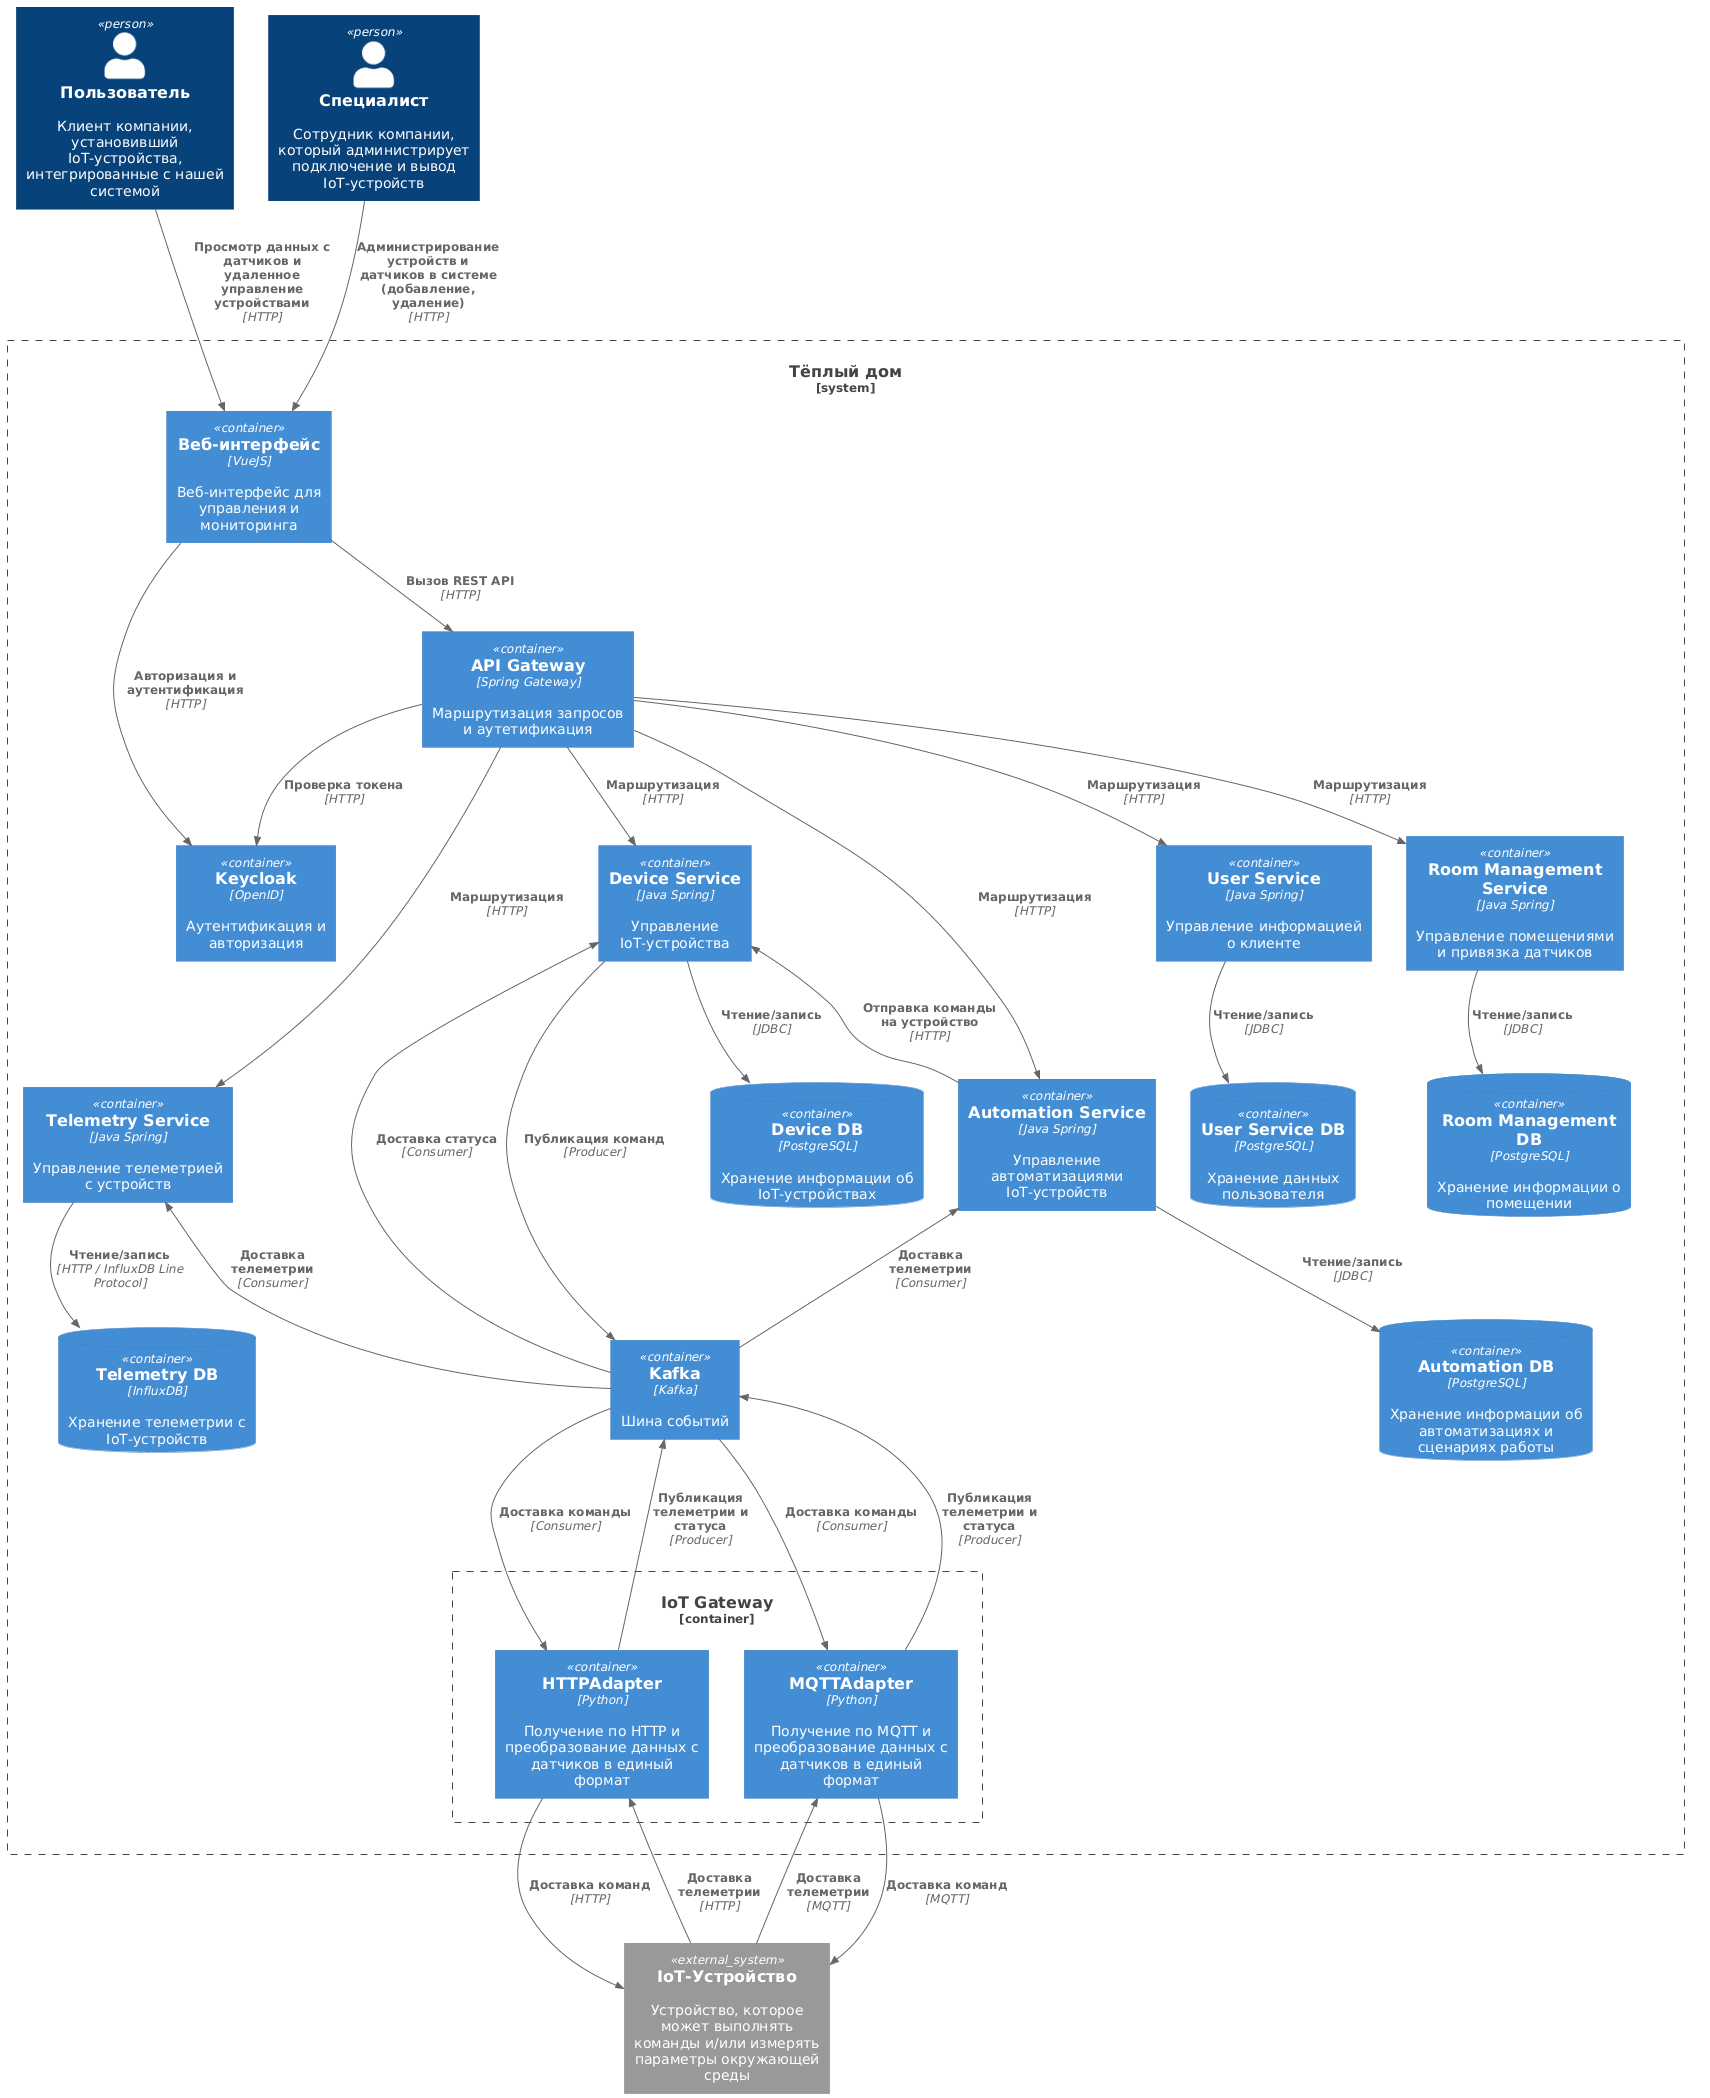 «person»
Пользователь
Клиент компании,
установивший
IoT-устройства,
интегрированные с нашей
системой
«person»
Специалист
Сотрудник компании,
который администрирует
подключение и вывод
IoT-устройств
Просмотр данных с
датчиков и
удаленное
управление
устройствами
[HTTP]
Администрирование
устройств и
датчиков в системе
(добавление,
удаление)
[HTTP]
Тёплый дом
[system]
«container»
Веб-интерфейс
[VueJS]
Веб-интерфейс для
управления и
мониторинга
Вызов REST API
[HTTP]
«container»
API Gateway
[Spring Gateway]
Маршрутизация запросов
и аутетификация
Авторизация и
аутентификация
[HTTP]
Проверка токена
[HTTP]
Маршрутизация
[HTTP]
Маршрутизация
[HTTP]
Маршрутизация
[HTTP]
«container»
Keycloak
[OpenID]
Аутентификация и
авторизация
Маршрутизация
[HTTP]
«container»
Device Service
[Java Spring]
Управление
IoT-устройства
Маршрутизация
[HTTP]
«container»
User Service
[Java Spring]
Управление информацией
о клиенте
«container»
Room Management
Service
[Java Spring]
Управление помещениями
и привязка датчиков
Чтение/запись
[JDBC]
Отправка команды
на устройство
[HTTP]
Чтение/запись
[JDBC]
Чтение/запись
[JDBC]
«container»
Telemetry Service
[Java Spring]
Управление телеметрией
с устройств
Доставка статуса
[Consumer]
Публикация команд
[Producer]
«container»
Device DB
[PostgreSQL]
Хранение информации об
IoT-устройствах
«container»
Automation Service
[Java Spring]
Управление
автоматизациями
IoT-устройств
«container»
User Service DB
[PostgreSQL]
Хранение данных
пользователя
«container»
Room Management
DB
[PostgreSQL]
Хранение информации о
помещении
Чтение/запись
[HTTP / InfluxDB Line
Protocol]
Доставка
телеметрии
[Consumer]
Доставка
телеметрии
[Consumer]
Чтение/запись
[JDBC]
«container»
Telemetry DB
[InfluxDB]
Хранение телеметрии с
IoT-устройств
«container»
Kafka
[Kafka]
Шина событий
«container»
Automation DB
[PostgreSQL]
Хранение информации об
автоматизациях и
сценариях работы
Доставка команды
[Consumer]
Публикация
телеметрии и
статуса
[Producer]
Доставка команды
[Consumer]
Публикация
телеметрии и
статуса
[Producer]
IoT Gateway
[container]
«container»
HTTPAdapter
[Python]
Получение по HTTP и
преобразование данных с
датчиков в единый
формат
«container»
MQTTAdapter
[Python]
Получение по MQTT и
преобразование данных с
датчиков в единый
формат
Доставка команд
[HTTP]
Доставка
телеметрии
[HTTP]
Доставка
телеметрии
[MQTT]
Доставка команд
[MQTT]
«external_system»
IoT-Устройство
Устройство, которое
может выполнять
команды и/или измерять
параметры окружающей
среды